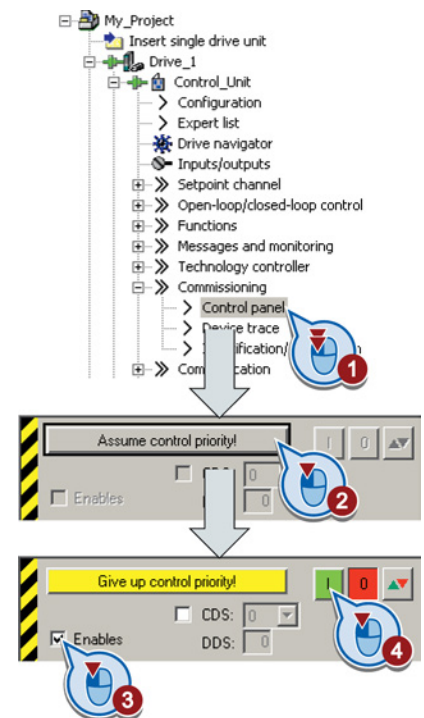 My_Project
Insert single drive unit
Drive_1
Control_Unit
Configuration
Expert list
Drive navigator
Inputs/outputs
Setpoint channel
Open-loop/closed-loop control
Functions
Messages and monitoring
Technology controller
Commissioning
Control panel
Device trace
1
Assume control priority!
I 0
0
Enables
0
2
Give up control priority!
I 0
CDS: 0
Enables
DDS: 0
4
3